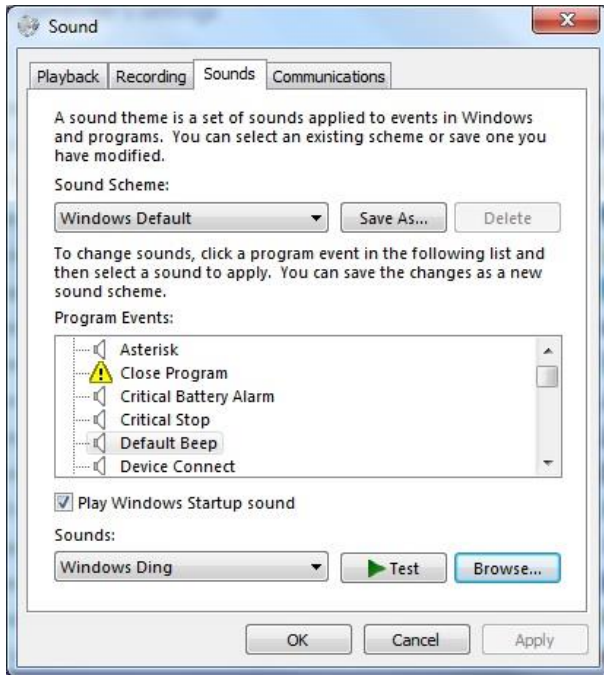 Sound
Playback Recording Sounds Communications
A sound theme is a set of sounds applied to events in Windows
and programs. You can select an existing scheme or save one you
have modified.
Sound Scheme:
Windows Default Save As... Delete
To change sounds, click a program event in the following list and
then select a sound to apply. You can save the changes as a new
sound scheme.
Program Events:
Asterisk
Close Program
Critical Battery Alarm
Critical Stop
Default Beep
Device Connect
Play Windows Startup sound
Sounds:
Windows Ding Test Browse...
OK Cancel Apply